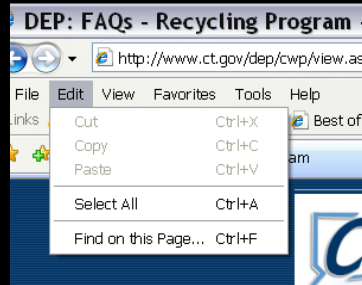 DEP: FAQs - Recycling Program -
http://www.ct.gov/dep/cwp/view.as
File Edit View Favorites Tools Help
inks
Best of
Cut Ctrl+X
Copy Ctrl+C
am
Paste Ctrl+V
Select All Ctrl+A
Find on this Page... Ctrl+F
C